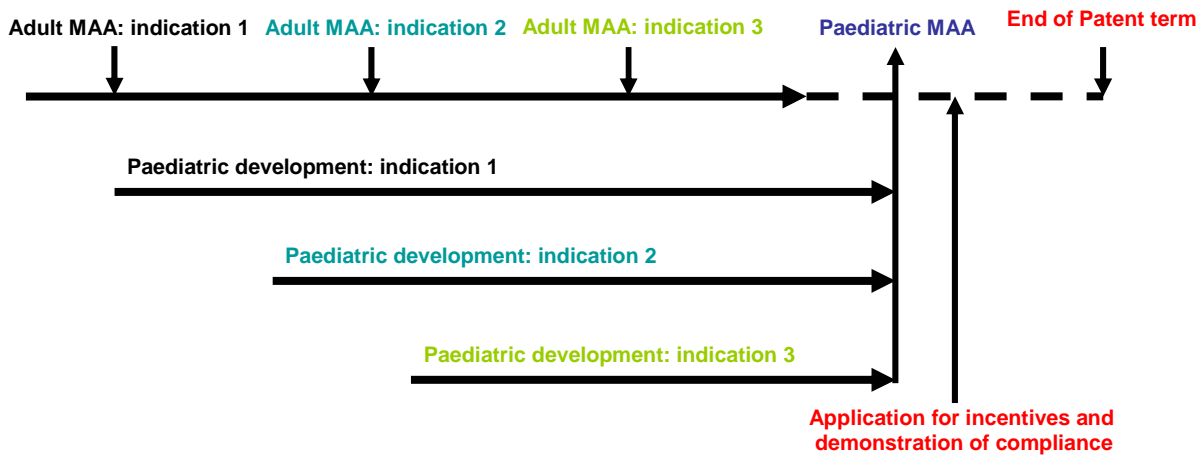 Adult MAA: indication 1
Adult MAA: indication 2
Adult MAA: indication 3
Paediatric MAA
End of Patent term
Paediatric development: indication 1
Paediatric development: indication 2
Paediatric development: indication 3
Application for incentives and
demonstration of compliance